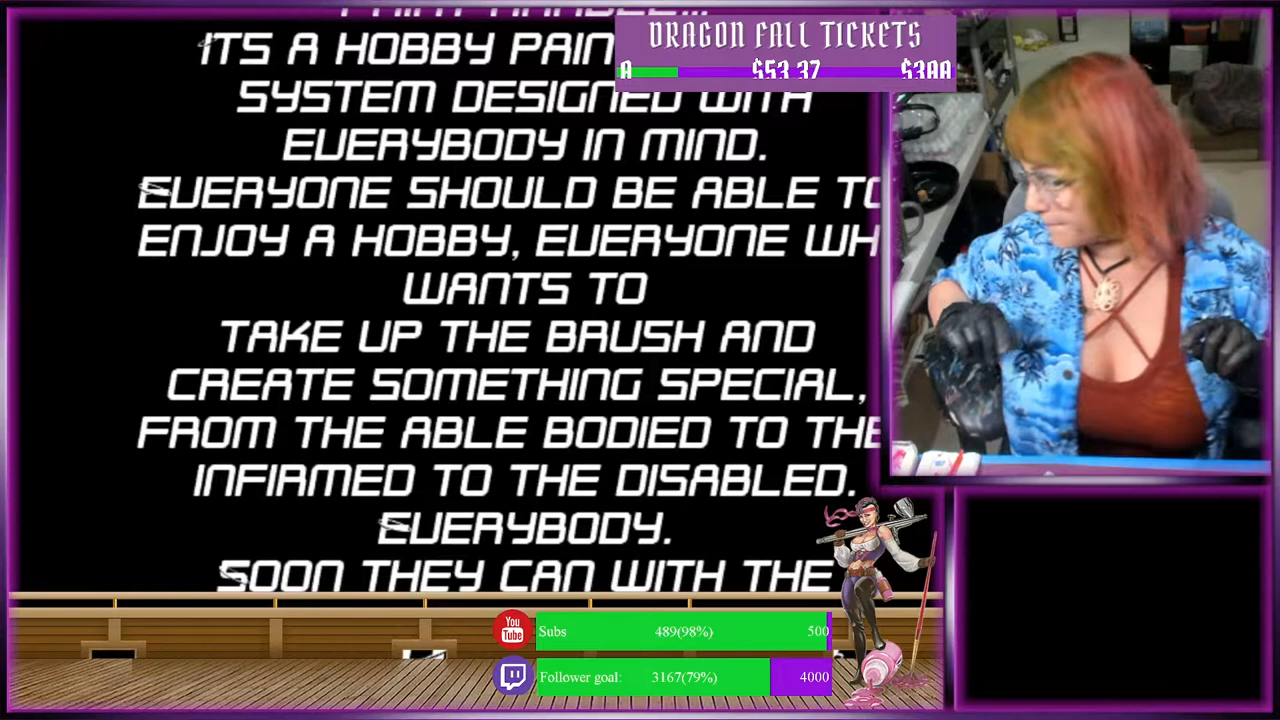 DRAGON FALL TICKETS
$53.37
'TS A HOBBY PAIN
SYSTEM DESIGNED WITH
EVERYBODY IN MIND.
EVERYONE SHOULD BE ABLE TO
ENJOY A HOBBY, EVERYONE WH
WANTS TO
TAKE UP THE BRUSH AND
CREATE SOMETHING SPECIAL,
FROM THE ABLE BODIED TO THE
INFIRMED TO THE DISABLED.
EVERYBODY.
SOON THEY CAN WITH THE
You Tube Subs 489(98%) 500
Follower goal: 3167(79%) 4000